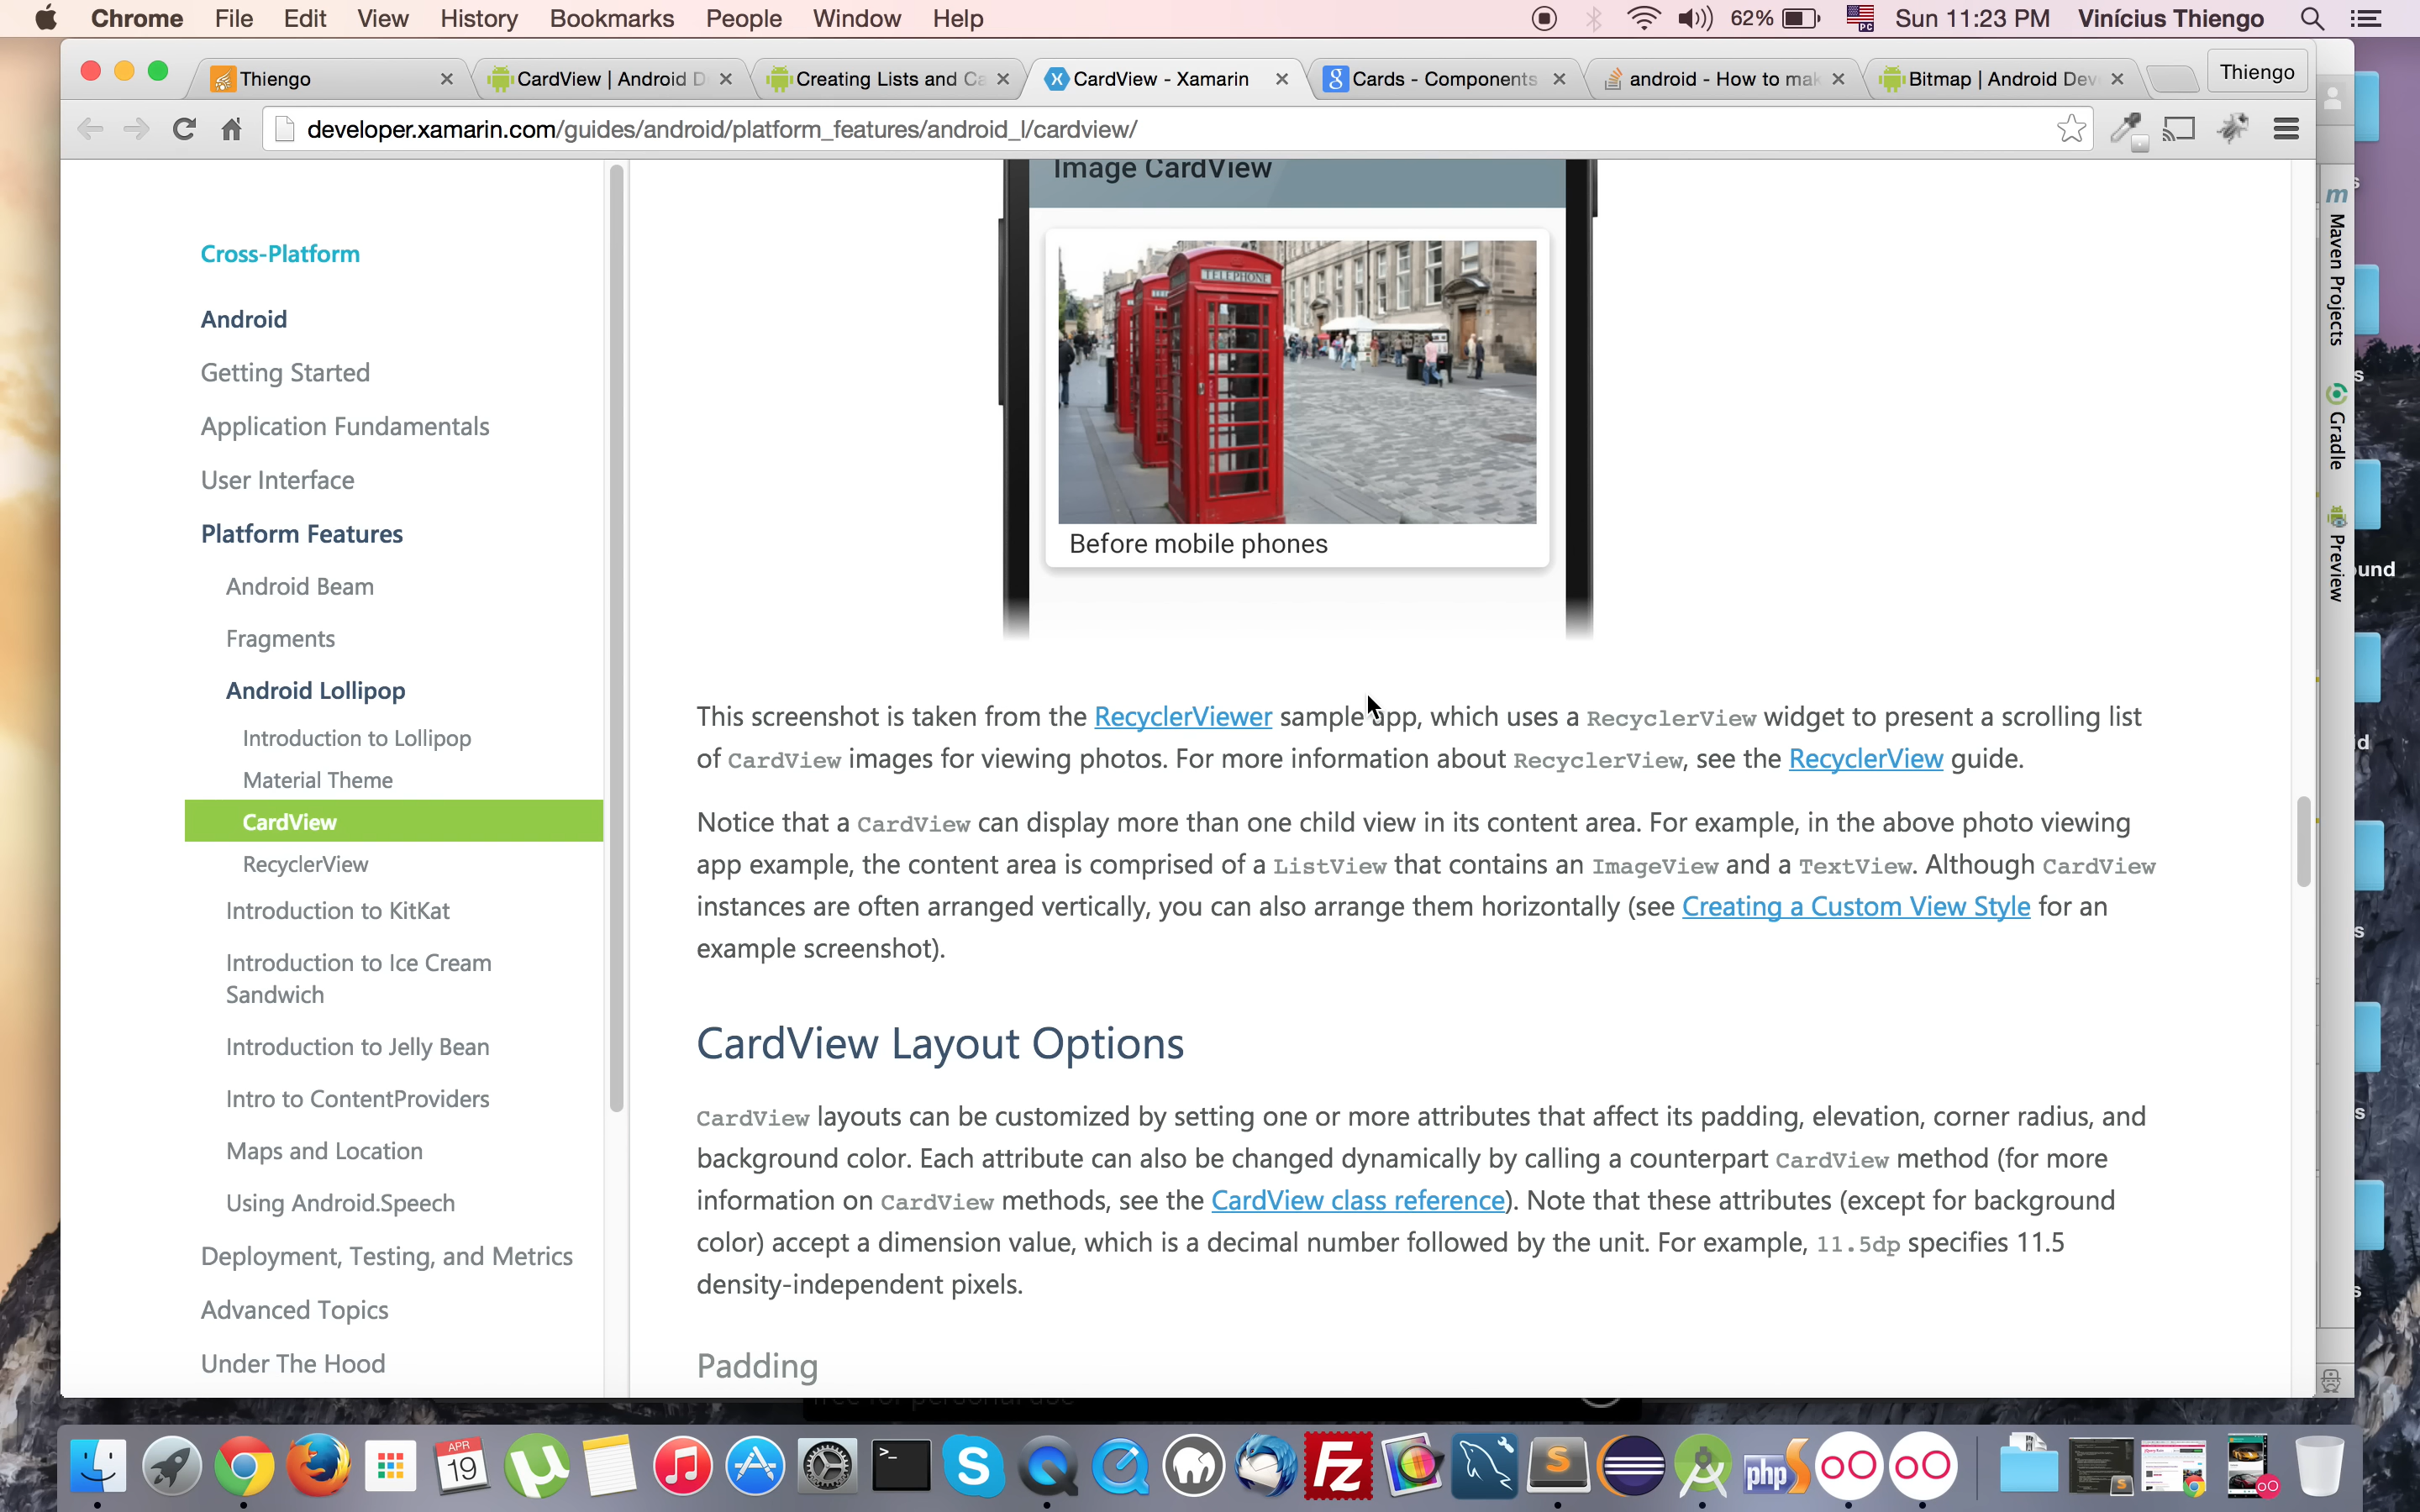 Chrome File Edit View History Bookmarks People Window Help 62% PC Sun 11:23 PM Vinícius Thiengo
Thiengo CardView | Android D Creating Lists and Ca CardView - Xamarin Cards - Components android - How to mak Bitmap | Android Dev Thiengo
developer.xamarin.com/guides/android/platform_features/android_l/cardview/
Cross-Platform
Android
Getting Started
Application Fundamentals
User Interface
Platform Features
Android Beam
Fragments
Android Lollipop
Introduction to Lollipop
Material Theme
CardView
RecyclerView
Introduction to KitKat
Introduction to Ice Cream
Sandwich
Introduction to Jelly Bean
Intro to ContentProviders
Maps and Location
Using Android.Speech
Deployment, Testing, and Metrics
Advanced Topics
Under The Hood
Image CardView
TELEPHONE
Before mobile phones
This screenshot is taken from the RecyclerViewer sample app, which uses a RecyclerView widget to present a scrolling list
of CardView images for viewing photos. For more information about RecyclerView, see the RecyclerView guide.
Notice that a CardView can display more than one child view in its content area. For example, in the above photo viewing
app example, the content area is comprised of a ListView that contains an ImageView and a TextView. Although CardView
instances are often arranged vertically, you can also arrange them horizontally (see Creating a Custom View Style for an
example screenshot).
CardView Layout Options
CardView layouts can be customized by setting one or more attributes that affect its padding, elevation, corner radius, and
background color. Each attribute can also be changed dynamically by calling a counterpart CardView method (for more
information on CardView methods, see the CardView class reference). Note that these attributes (except for background
color) accept a dimension value, which is a decimal number followed by the unit. For example, 11.5dp specifies 11.5
density-independent pixels.
Padding
Maven Projects
Gradle
Preview
und
id
APR
19
php